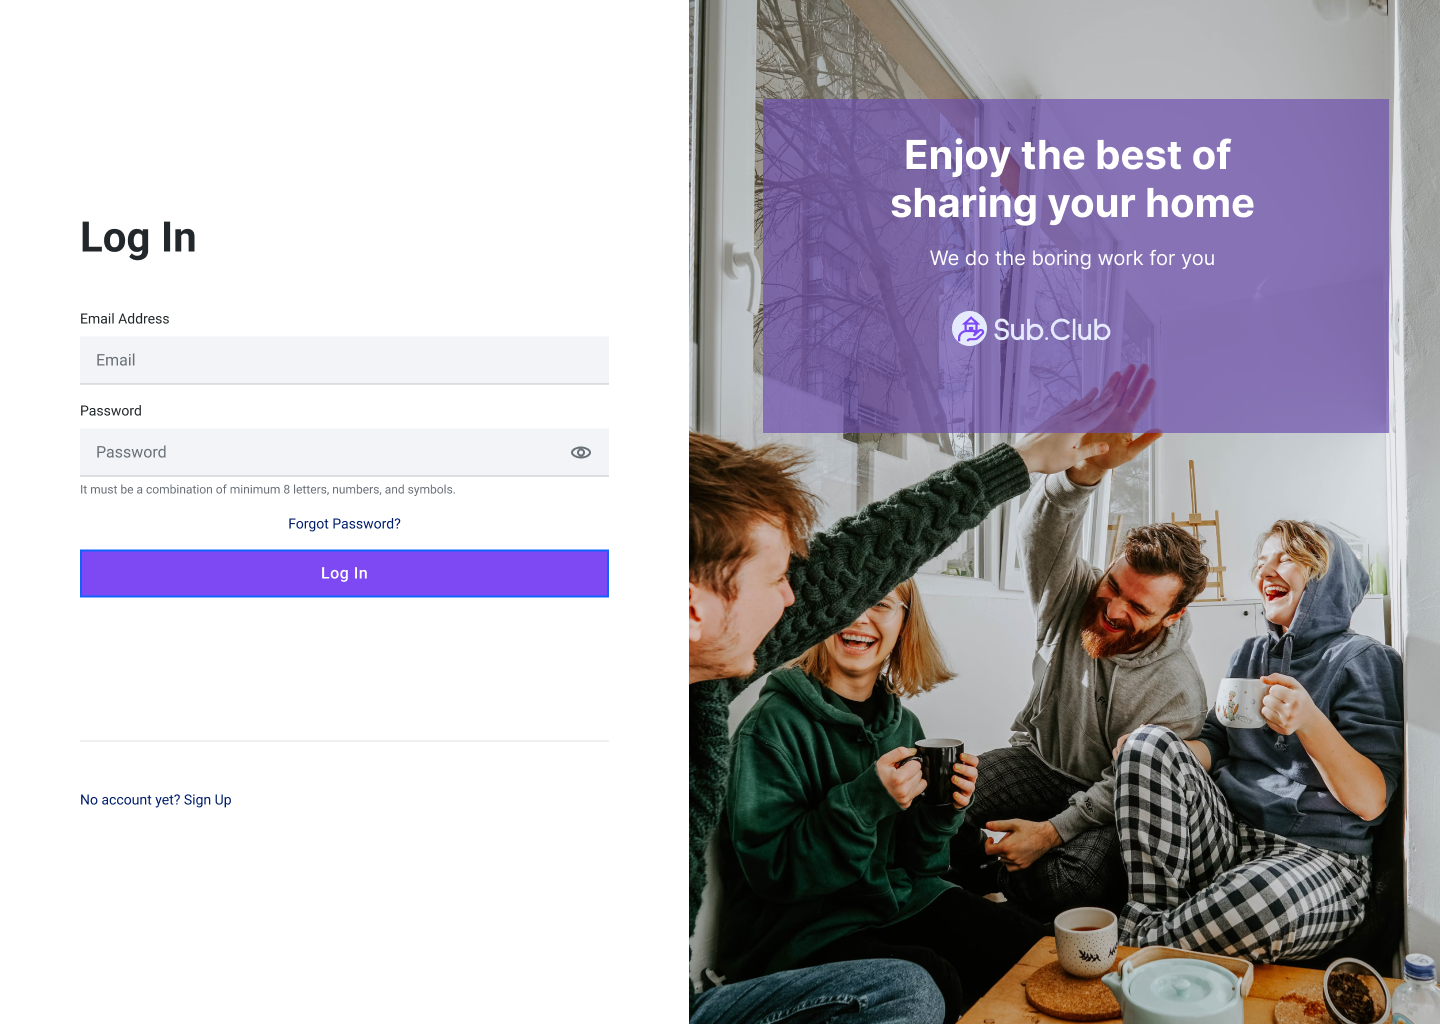 Log In
Email Address
Email
Password
Password
It must be a combination of minimum 8 letters, numbers, and symbols.
Forgot Password?
Log In
No account yet? Sign Up
Enjoy the best of
sharing your home
We do the boring work for you
Sub.Club